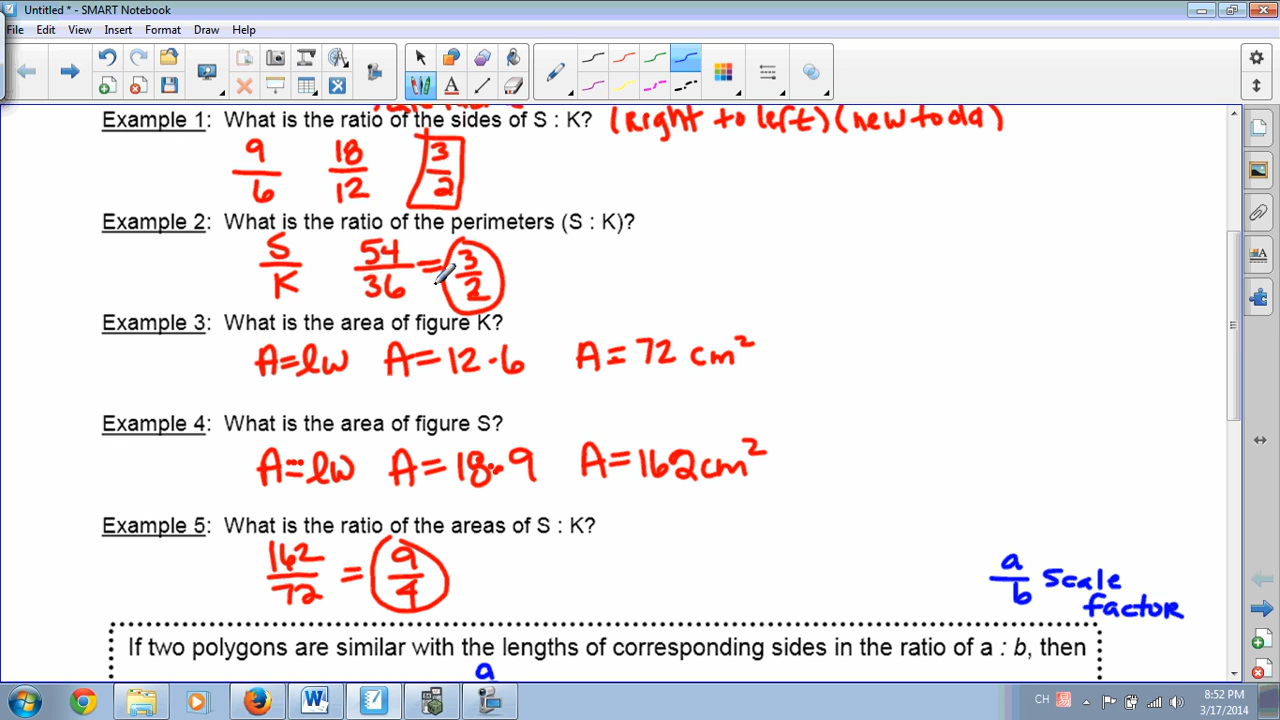 Untitled * - SMART Notebook
File Edit View Insert Format Draw Help
Example 1: What is the ratio of the sides of S : K? (right to left) (new to old)
9/6 18/12 3/2
Example 2: What is the ratio of the perimeters (S : K)?
S/K 54/36 = 3/2
Example 3: What is the area of figure K?
A=lw A=12·6 A=72 cm²
Example 4: What is the area of figure S?
A=lw A=18·9 A=162cm²
Example 5: What is the ratio of the areas of S : K?
162/72 = 9/4
a/b Scale
factor
If two polygons are similar with the lengths of corresponding sides in the ratio of a : b, then
a
CH
8:52 PM
3/17/2014